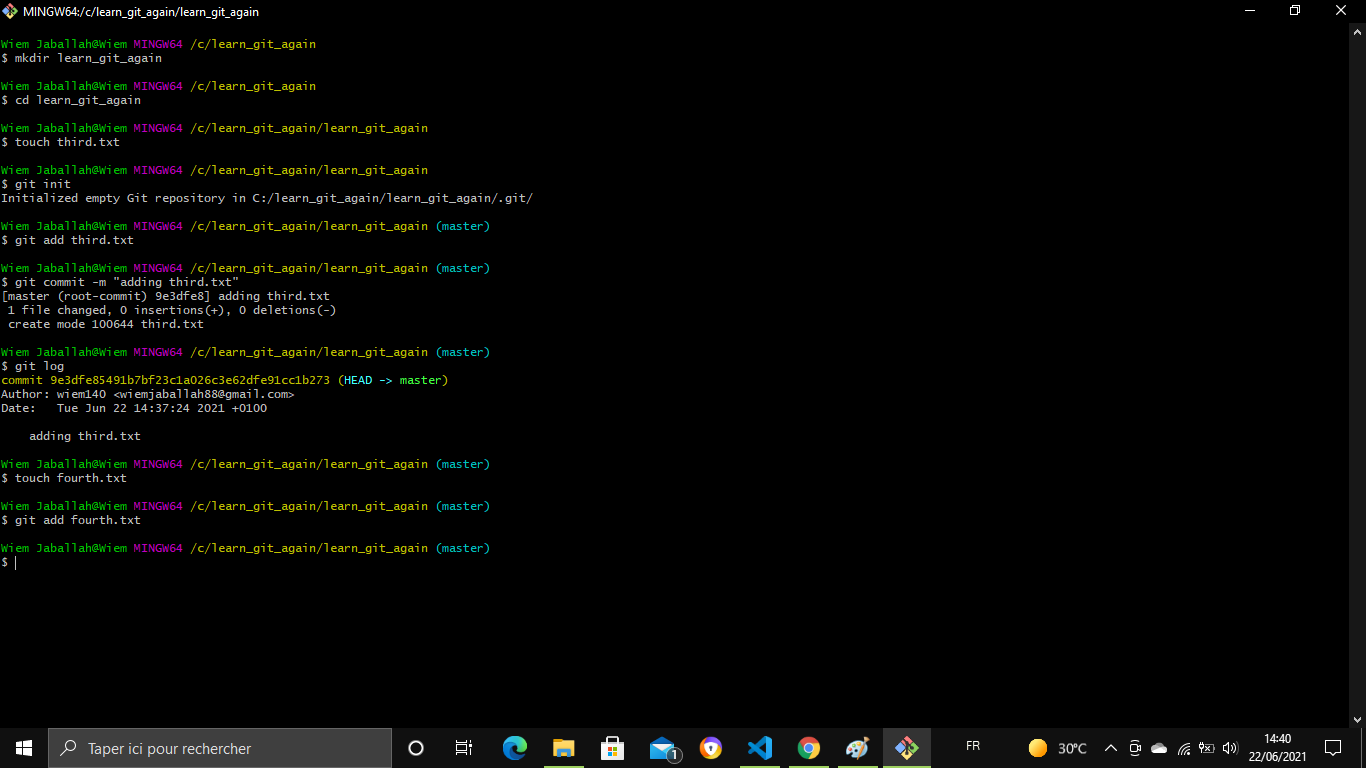 MINGW64:/c/learn_git_again/learn_git_again
Wiem Jaballah@Wiem MINGW64 /c/learn_git_again
$ mkdir learn_git_again
Wiem Jaballah@Wiem MINGW64 /c/learn_git_again
$ cd learn_git_again
Wiem Jaballah@Wiem MINGW64 /c/learn_git_again/learn_git_again
$ touch third.txt
Wiem Jaballah@Wiem MINGW64 /c/learn_git_again/learn_git_again
$ git init
Initialized empty Git repository in C:/learn_git_again/learn_git_again/.git/
Wiem Jaballah@Wiem MINGW64 /c/learn_git_again/learn_git_again (master)
$ git add third.txt
Wiem Jaballah@Wiem MINGW64 /c/learn_git_again/learn_git_again (master)
$ git commit -m "adding third.txt"
[master (root-commit) 9e3dfe8] adding third.txt
 1 file changed, 0 insertions(+), 0 deletions(-)
 create mode 100644 third.txt
Wiem Jaballah@Wiem MINGW64 /c/learn_git_again/learn_git_again (master)
$ git log
commit 9e3dfe85491b7bf23c1a026c3e62dfe91cc1b273 (HEAD -> master)
Author: wiem140 <wiemjaballah88@gmail.com>
Date:   Tue Jun 22 14:37:24 2021 +0100
    adding third.txt
Wiem Jaballah@Wiem MINGW64 /c/learn_git_again/learn_git_again (master)
$ touch fourth.txt
Wiem Jaballah@Wiem MINGW64 /c/learn_git_again/learn_git_again (master)
$ git add fourth.txt
Wiem Jaballah@Wiem MINGW64 /c/learn_git_again/learn_git_again (master)
$
Taper ici pour rechercher
1
FR
30°C
14:40
22/06/2021